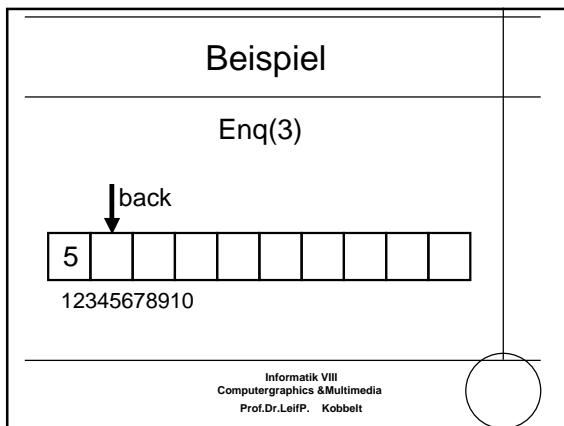 Beispiel
Enq(3)
back
5
12345678910
Informatik VIII
Computergraphics &Multimedia
Prof.Dr.LeifP. Kobbelt